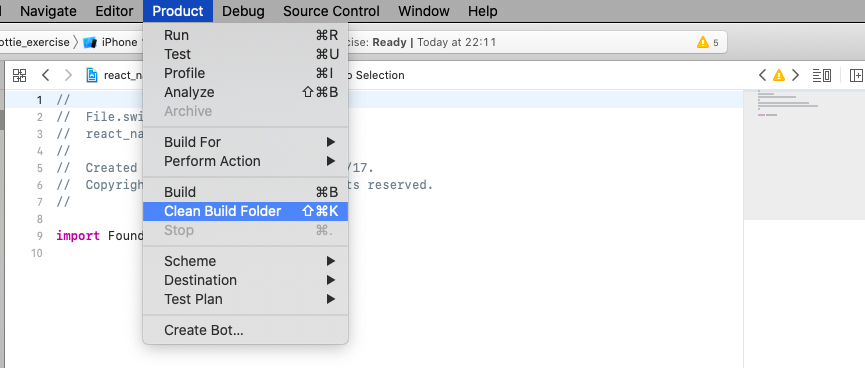 Navigate Editor Product Debug Source Control Window Help
ottie_exercise iPhone cise: Ready | Today at 22:11 5
react_na o Selection
Run ⌘R
Test ⌘U
Profile ⌘I
Analyze ⇧⌘B
Archive
Build For
Perform Action
Build ⌘B
Clean Build Folder ⇧⌘K
Stop ⌘.
Scheme
Destination
Test Plan
Create Bot...
1 //
2 // File.swi
3 // react_na
4 //
5 // Created /17.
6 // Copyrigh ts reserved.
7 //
8
9 import Found
10